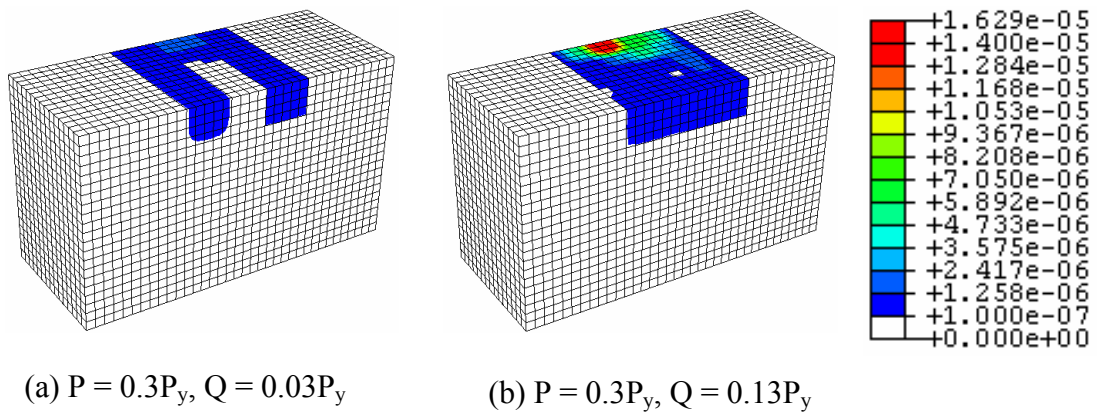 +1.629e-05
+1.400e-05
+1.284e-05
+1.168e-05
+1.053e-05
+9.367e-06
+8.208e-06
+7.050e-06
+5.892e-06
+4.733e-06
+3.575e-06
+2.417e-06
+1.258e-06
+1.000e-07
+0.000e+00
(a) P = 0.3Py, Q = 0.03Py
(b) P = 0.3Py, Q = 0.13Py